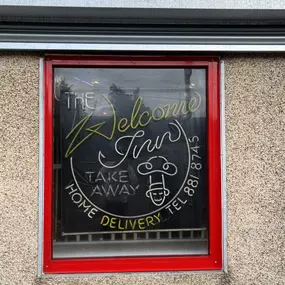 THE
Welcome
Inn
TAKE
AWAY
HOME DELIVERY TEL 881 8745